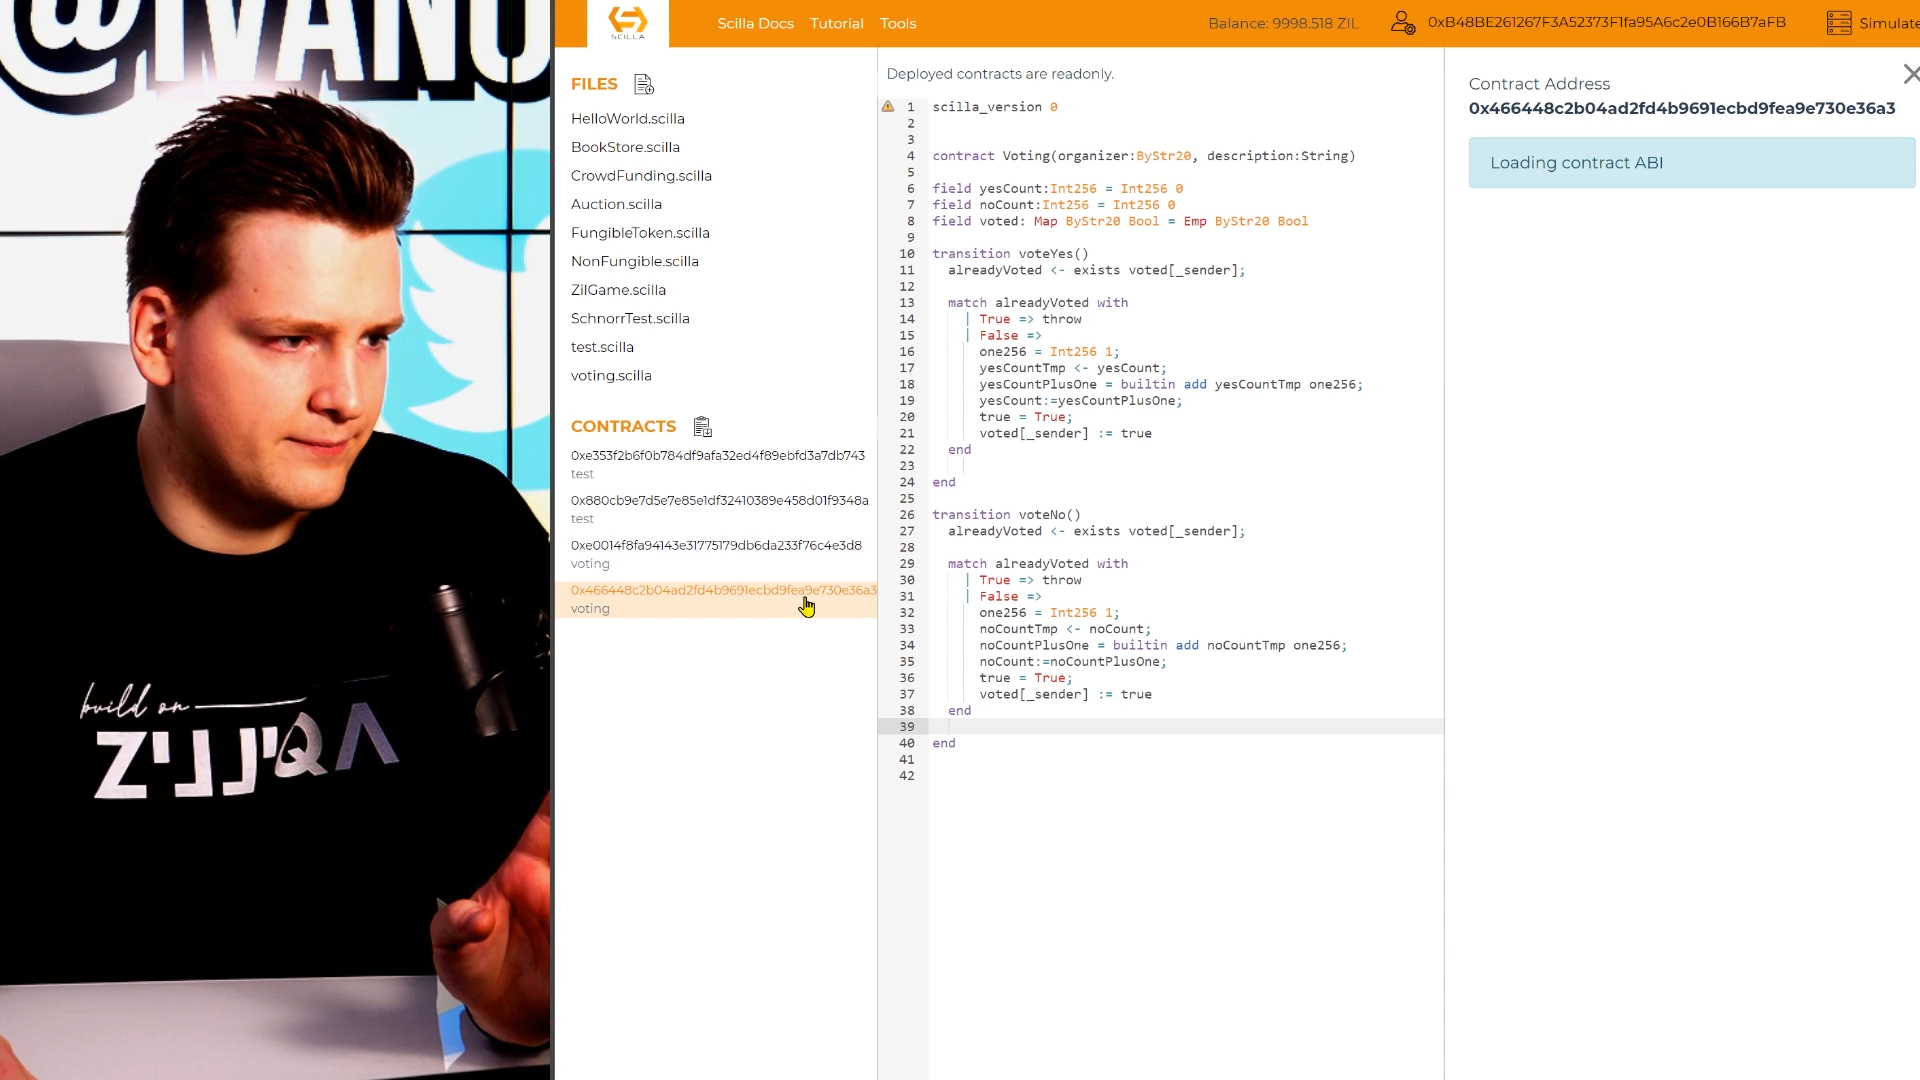 @IVANO
build on
ZILLIQA
SCILLA
Scilla Docs Tutorial Tools
Balance: 9998.518 ZIL
0xB48BE261267F3A52373F1fa95A6c2e0B166B7aFB
Simulate
FILES
HelloWorld.scilla
BookStore.scilla
CrowdFunding.scilla
Auction.scilla
FungibleToken.scilla
NonFungible.scilla
ZilGame.scilla
SchnorrTest.scilla
test.scilla
voting.scilla
CONTRACTS
0xe353f2b6f0b784df9afa32ed4f89ebfd3a7db743
test
0x880cb9e7d5e7e85e1df32410389e458d01f9348a
test
0xe0014f8fa94143e31775179db6da233f76c4e3d8
voting
0x466448c2b04ad2fd4b9691ecbd9fea9e730e36a3
voting
Deployed contracts are readonly.
1 scilla_version 0
2
3
4 contract Voting(organizer:ByStr20, description:String)
5
6 field yesCount:Int256 = Int256 0
7 field noCount:Int256 = Int256 0
8 field voted: Map ByStr20 Bool = Emp ByStr20 Bool
9
10 transition voteYes()
11 alreadyVoted <- exists voted[_sender];
12
13 match alreadyVoted with
14 | True => throw
15 | False =>
16 one256 = Int256 1;
17 yesCountTmp <- yesCount;
18 yesCountPlusOne = builtin add yesCountTmp one256;
19 yesCount:=yesCountPlusOne;
20 true = True;
21 voted[_sender] := true
22 end
23
24 end
25
26 transition voteNo()
27 alreadyVoted <- exists voted[_sender];
28
29 match alreadyVoted with
30 | True => throw
31 | False =>
32 one256 = Int256 1;
33 noCountTmp <- noCount;
34 noCountPlusOne = builtin add noCountTmp one256;
35 noCount:=noCountPlusOne;
36 true = True;
37 voted[_sender] := true
38 end
39
40 end
41
42
Contract Address
0x466448c2b04ad2fd4b9691ecbd9fea9e730e36a3
Loading contract ABI